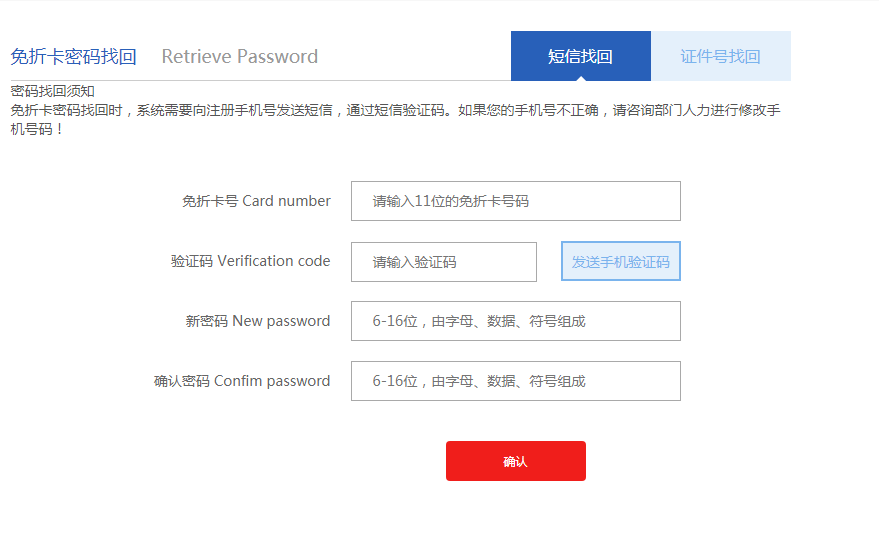 免折卡密码找回 Retrieve Password 短信找回 证件号找回
密码找回须知
免折卡密码找回时，系统需要向注册手机号发送短信，通过短信验证码。如果您的手机号不正确，请咨询部门人力进行修改手
机号码！
免折卡号 Card number 请输入11位的免折卡号码
验证码 Verification code 请输入验证码 发送手机验证码
新密码 New password 6-16位，由字母、数据、符号组成
确认密码 Confim password 6-16位，由字母、数据、符号组成
确认